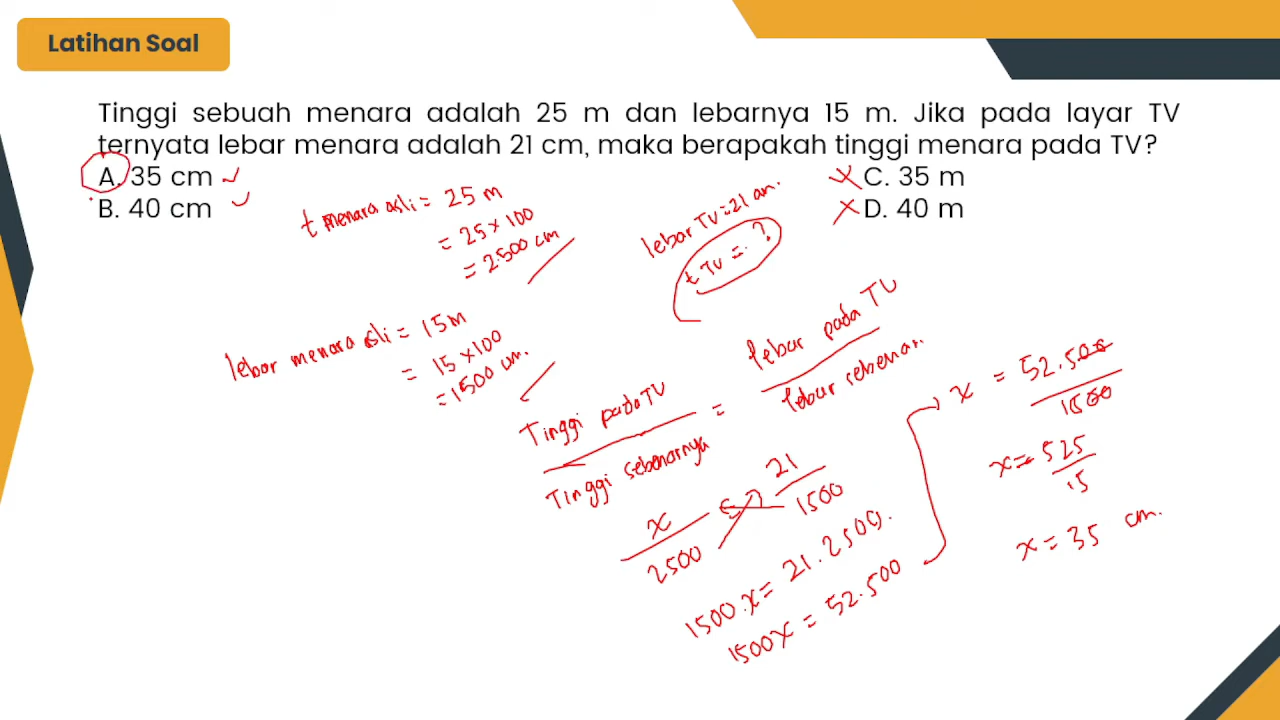 Latihan Soal
Tinggi sebuah menara adalah 25 m dan lebarnya 15 m. Jika pada layar TV
ternyata lebar menara adalah 21 cm, maka berapakah tinggi menara pada TV?
A. 35 cm
B. 40 cm
C. 35 m
D. 40 m
t menara asli = 25 m
= 25 x 100
= 2.500 cm
lebar menara asli = 15 m
= 15 x 100
= 1500 cm.
lebar TV = 21 cm.
t TV = ?
Tinggi pada TV
Tinggi sebenarnya
=
lebar pada TV
lebar sebenar.
x
2500
21
1500
1500.x = 21.2500.
1500x = 52.500
x = 52.500
1500
x = 525
15
x = 35 cm.